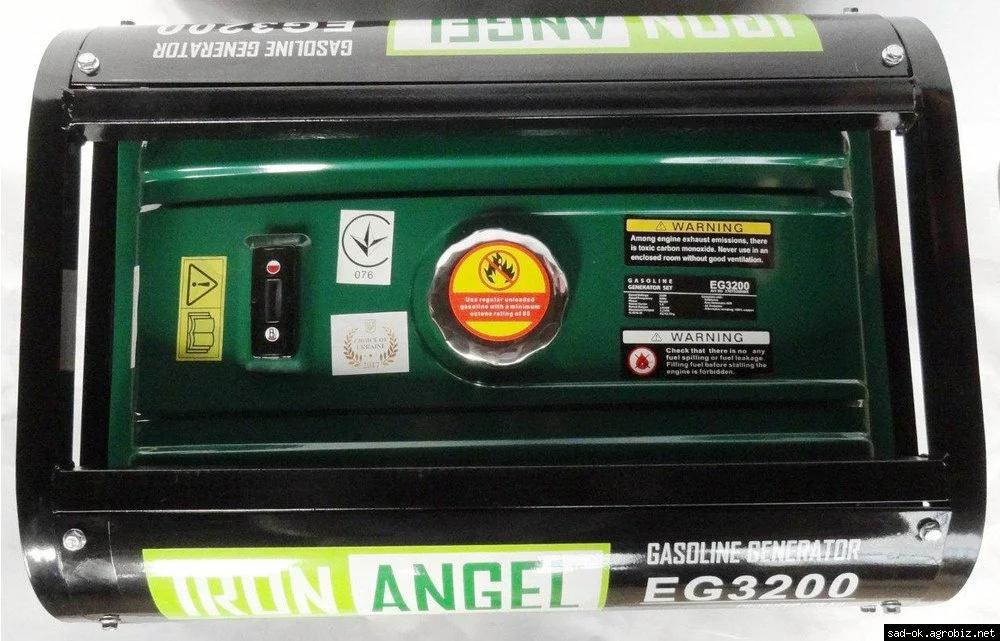 IRON ANGEL
EG3200
GASOLINE GENERATOR
076
CHOICE OF
UKRAINE
2017
Use regular unleaded
gasoline with a minimum
octane rating of 85
WARNING
Among engine exhaust emissions, there
is toxic carbon monoxide. Never use in an
enclosed room without good ventilation.
GASOLINE
GENERATOR SET
EG3200
WARNING
Check that there is no any
fuel spilling or fuel leakage.
Filling fuel before stalling the
engine is forbidden.
IRON ANGEL
GASOLINE GENERATOR
EG3200
sad-ok.agrobiz.net